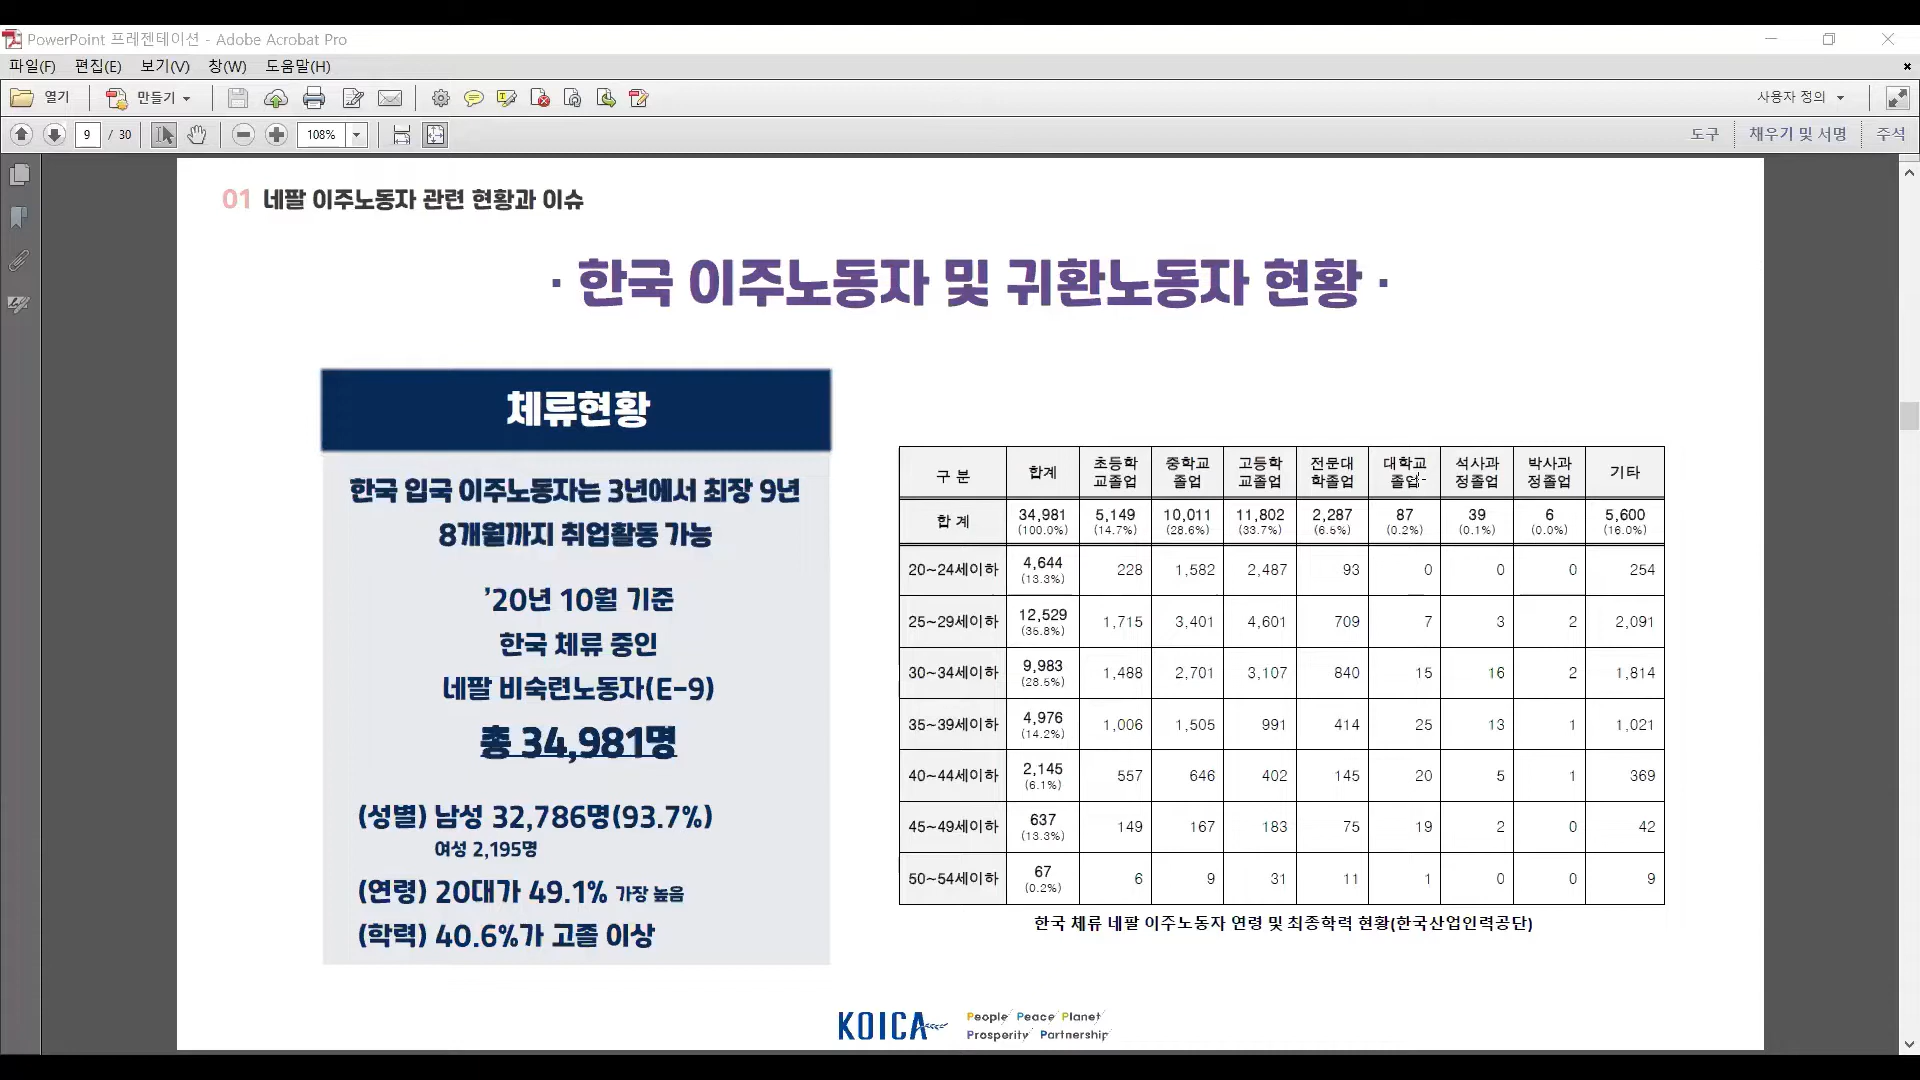 PowerPoint 프레젠테이션 - Adobe Acrobat Pro
파일(F) 편집(E) 보기(V) 창(W) 도움말(H)
열기 만들기 사용자 정의
9 / 30 108% 도구 채우기 및 서명 주석
01 네팔 이주노동자 관련 현황과 이슈
· 한국 이주노동자 및 귀환노동자 현황 ·
체류현황
한국 입국 이주노동자는 3년에서 최장 9년
8개월까지 취업활동 가능
’20년 10월 기준
한국 체류 중인
네팔 비숙련노동자(E-9)
총 34,981명
(성별) 남성 32,786명(93.7%)
여성 2,195명
(연령) 20대가 49.1% 가장 높음
(학력) 40.6%가 고졸 이상
구 분 합계 초등학교졸업 중학교졸업 고등학교졸업 전문대학졸업 대학교졸업 석사과정졸업 박사과정졸업 기타
합 계 34,981 (100.0%) 5,149 (14.7%) 10,011 (28.6%) 11,802 (33.7%) 2,287 (6.5%) 87 (0.2%) 39 (0.1%) 6 (0.0%) 5,600 (16.0%)
20~24세이하 4,644 (13.3%) 228 1,582 2,487 93 0 0 0 254
25~29세이하 12,529 (35.8%) 1,715 3,401 4,601 709 7 3 2 2,091
30~34세이하 9,983 (28.5%) 1,488 2,701 3,107 840 15 16 2 1,814
35~39세이하 4,976 (14.2%) 1,006 1,505 991 414 25 13 1 1,021
40~44세이하 2,145 (6.1%) 557 646 402 145 20 5 1 369
45~49세이하 637 (13.3%) 149 167 183 75 19 2 0 42
50~54세이하 67 (0.2%) 6 9 31 11 1 0 0 9
한국 체류 네팔 이주노동자 연령 및 최종학력 현황(한국산업인력공단)
KOICA
People Peace Planet
Prosperity Partnership